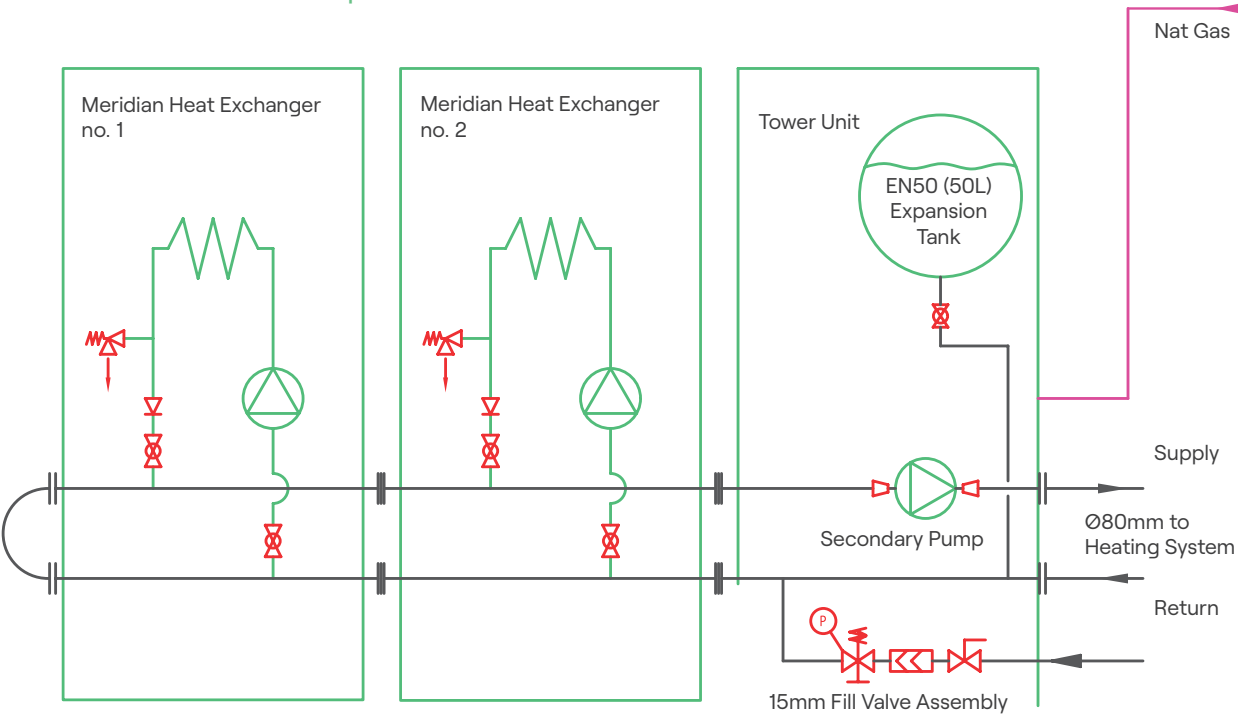 Nat Gas
Meridian Heat Exchanger
no. 1
Meridian Heat Exchanger
no. 2
Tower Unit
EN50 (50L)
Expansion
Tank
Supply
Ø80mm to
Heating System
Secondary Pump
Return
P
15mm Fill Valve Assembly